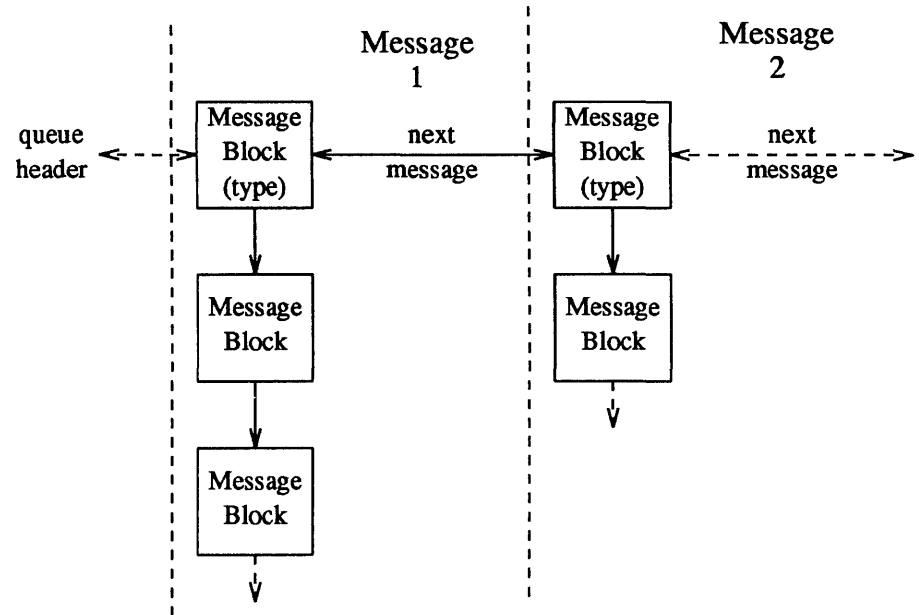 Message
1
Message
2
queue
header
Message
Block
(type)
next
message
Message
Block
(type)
next
message
Message
Block
Message
Block
Message
Block